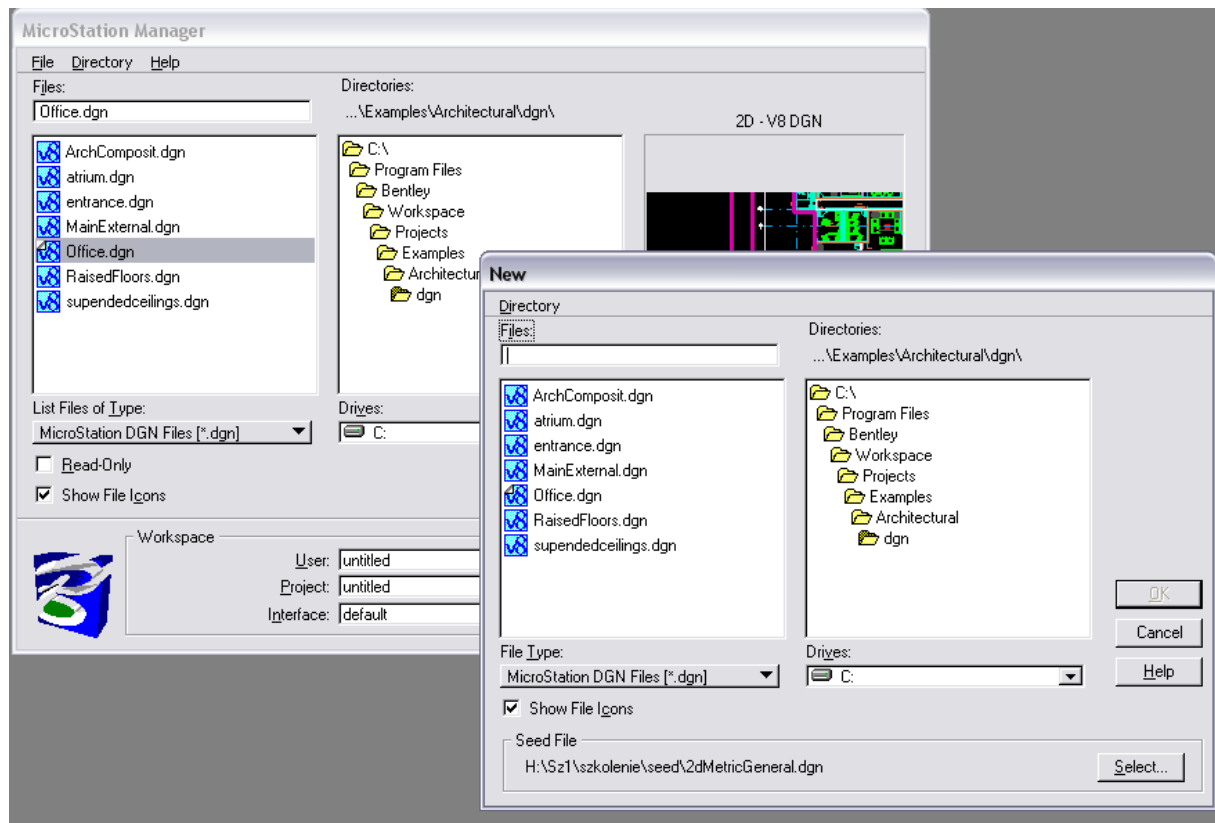 MicroStation Manager
File Directory Help
Files:
Office.dgn
ArchComposit.dgn
atrium.dgn
entrance.dgn
MainExternal.dgn
Office.dgn
RaisedFloors.dgn
supendedceilings.dgn
List Files of Type:
MicroStation DGN Files [*.dgn]
Read-Only
Show File Icons
Directories:
...\Examples\Architectural\dgn\
C:\
Program Files
Bentley
Workspace
Projects
Examples
Architectur
dgn
Drives:
C:
2D - V8 DGN
Workspace
User: untitled
Project: untitled
Interface: default
New
Directory
Files:
ArchComposit.dgn
atrium.dgn
entrance.dgn
MainExternal.dgn
Office.dgn
RaisedFloors.dgn
supendedceilings.dgn
File Type:
MicroStation DGN Files [*.dgn]
Show File Icons
Directories:
...\Examples\Architectural\dgn\
C:\
Program Files
Bentley
Workspace
Projects
Examples
Architectural
dgn
Drives:
C:
OK
Cancel
Help
Seed File
H:\Sz1\szkolenie\seed\2dMetricGeneral.dgn
Select...